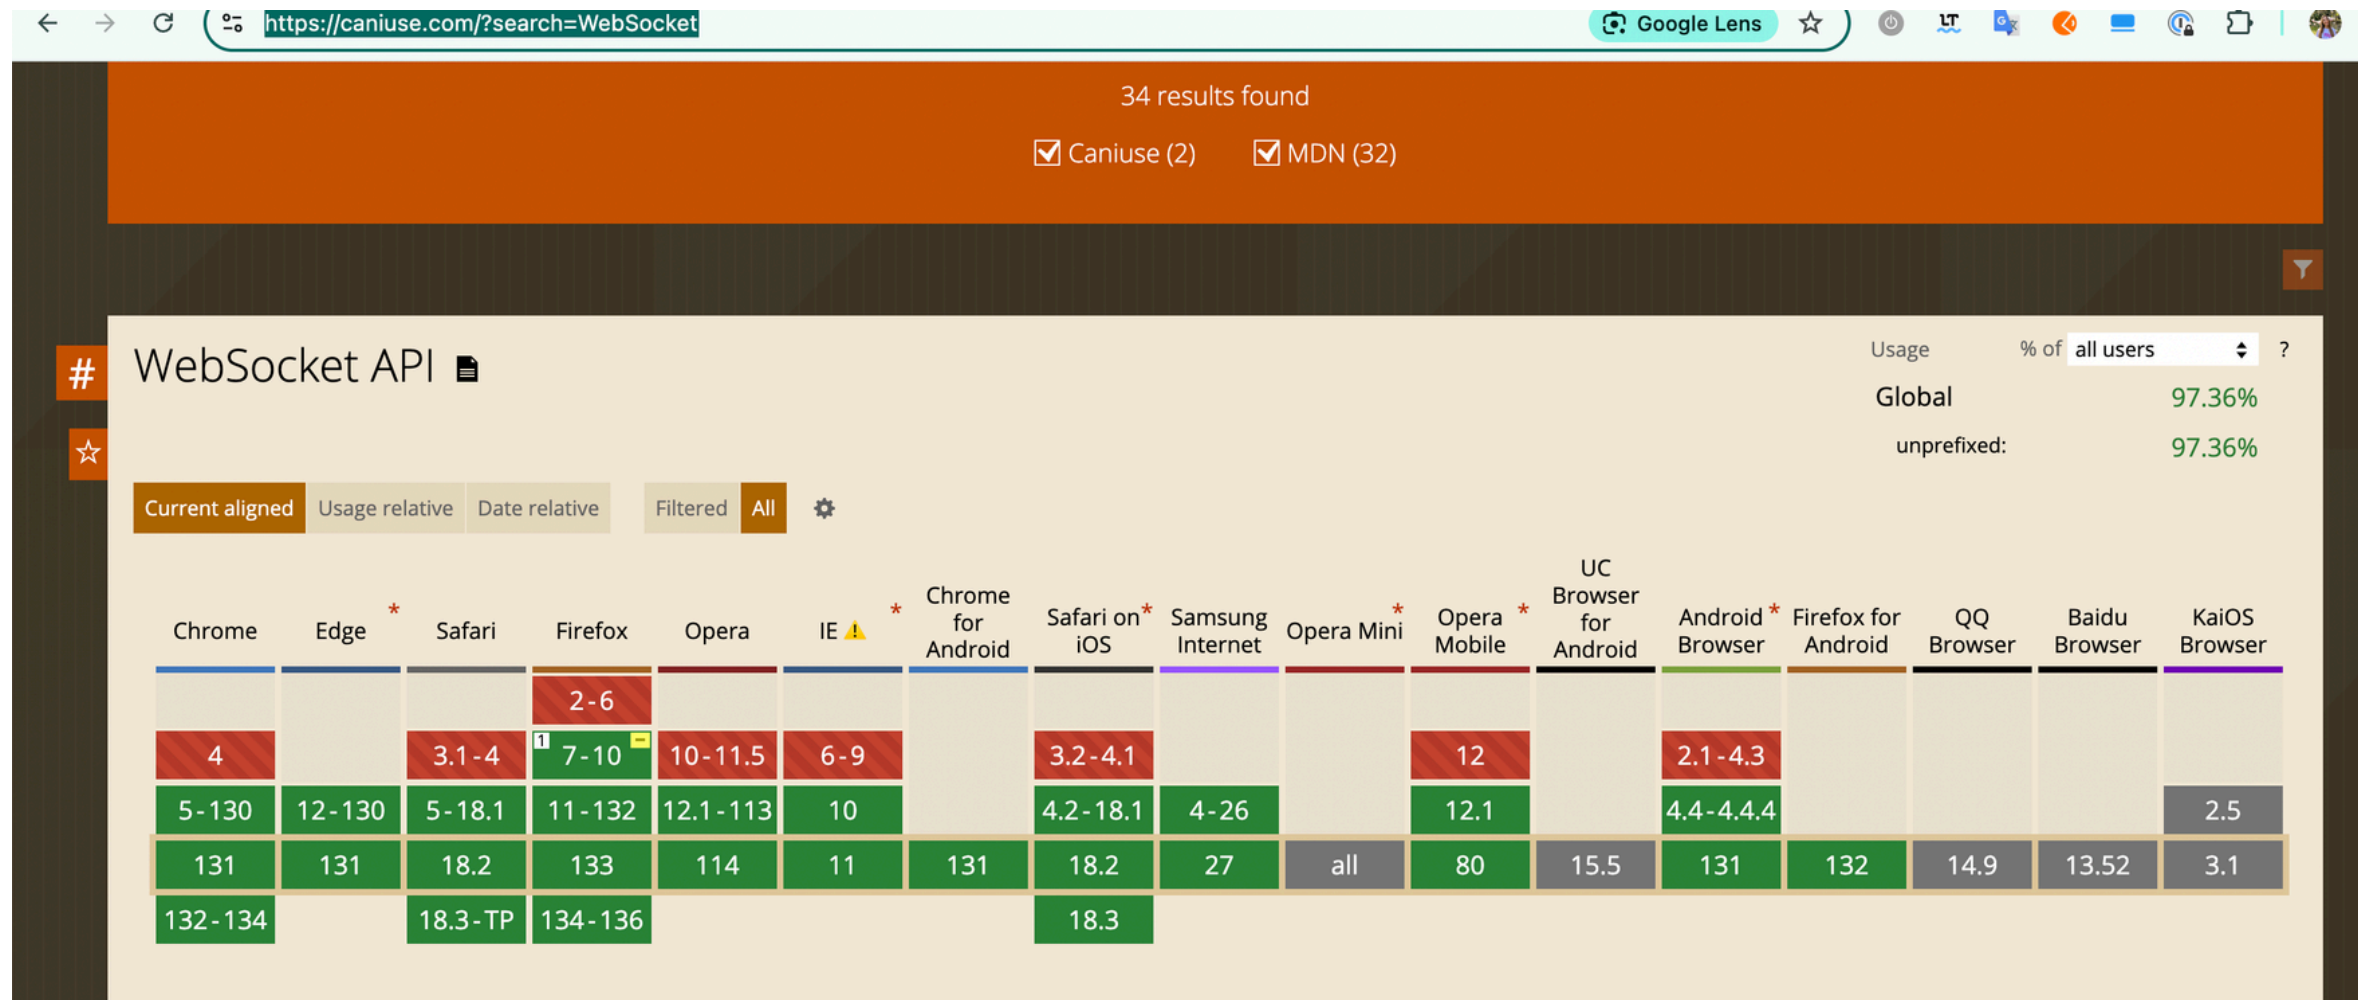 https://caniuse.com/?search=WebSocket
Google Lens
LT
G
34 results found
Caniuse (2) MDN (32)
#
WebSocket API
Usage % of all users ?
Global 97.36%
unprefixed: 97.36%
Current aligned Usage relative Date relative Filtered All
Chrome Edge * Safari Firefox Opera IE * Chrome for Android Safari on iOS * Samsung Internet Opera Mini * Opera Mobile * UC Browser for Android Android Browser * Firefox for Android QQ Browser Baidu Browser KaiOS Browser
2-6
4 3.1-4 1 7-10 10-11.5 6-9 3.2-4.1 12 2.1-4.3
5-130 12-130 5-18.1 11-132 12.1-113 10 4.2-18.1 4-26 12.1 4.4-4.4.4 2.5
131 131 18.2 133 114 11 131 18.2 27 all 80 15.5 131 132 14.9 13.52 3.1
132-134 18.3-TP 134-136 18.3